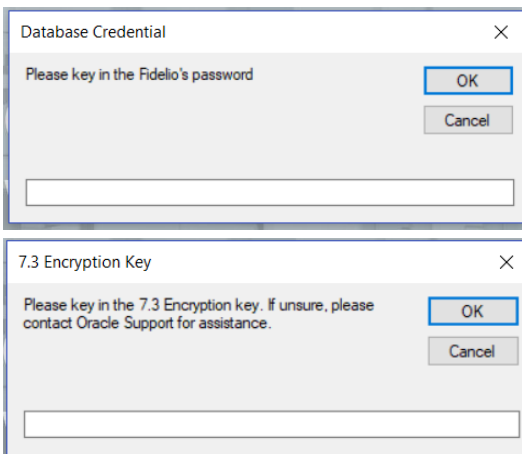 Database Credential
Please key in the Fidelio's password
OK
Cancel
7.3 Encryption Key
Please key in the 7.3 Encryption key. If unsure, please
contact Oracle Support for assistance.
OK
Cancel